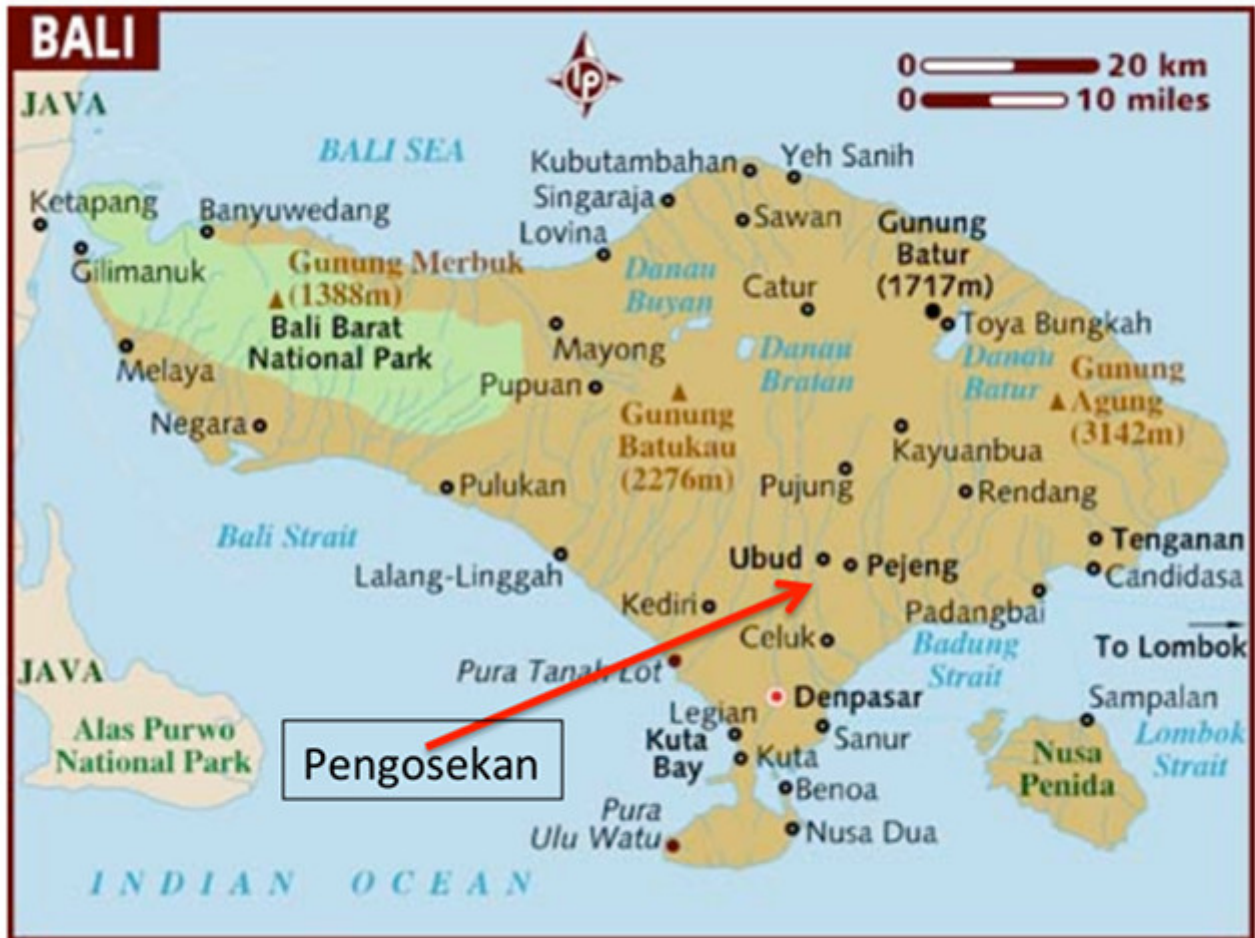 BALI
0 20 km
0 10 miles
lp
JAVA
BALI SEA
Kubutambahan
Yeh Sanih
Ketapang
Banyuwedang
Singaraja
Sawan
Gunung
Batur
(1717m)
Lovina
Gilimanuk
Gunung Merbuk
(1388m)
Danau
Buyan
Catur
Bali Barat
National Park
Toya Bungkah
Mayong
Danau
Bratan
Danau
Batur
Gunung
Agung
(3142m)
Melaya
Pupuan
Gunung
Batukau
(2276m)
Negara
Kayuanbua
Pulukan
Pujung
Rendang
Bali Strait
Lalang-Linggah
Ubud
Pejeng
Tenganan
Candidasa
Kediri
Padangbai
Celuk
Badung
Strait
To Lombok
JAVA
Pura Tanah Lot
Denpasar
Sampalan
Alas Purwo
National Park
Legian
Sanur
Lombok
Strait
Pengosekan
Kuta
Bay
Kuta
Nusa
Penida
Benoa
Pura
Ulu Watu
Nusa Dua
INDIAN OCEAN